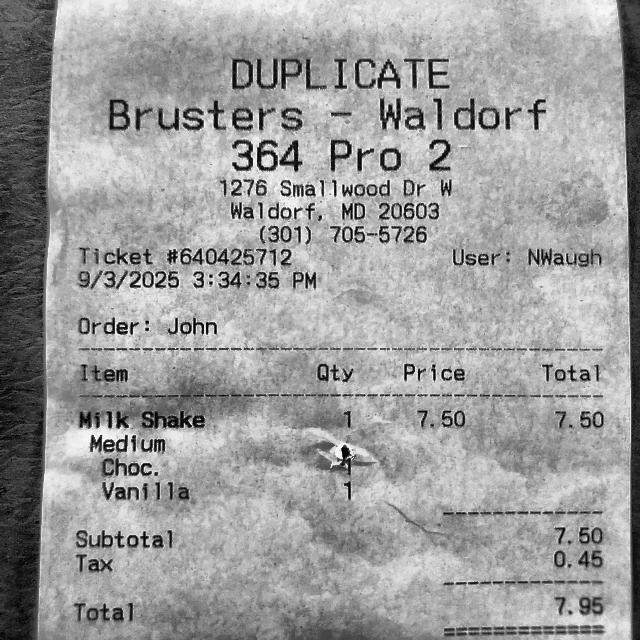 DUPLICATE
Brusters - Waldorf
364 Pro 2
1276 Smallwood Dr W
Waldorf, MD 20603
(301) 705-5726
Ticket #640425712 User: NWaugh
9/3/2025 3:34:35 PM
Order: John
Item Qty Price Total
Milk Shake 1 7.50 7.50
Medium
Choc. 1
Vanilla 1
Subtotal 7.50
Tax 0.45
Total 7.95